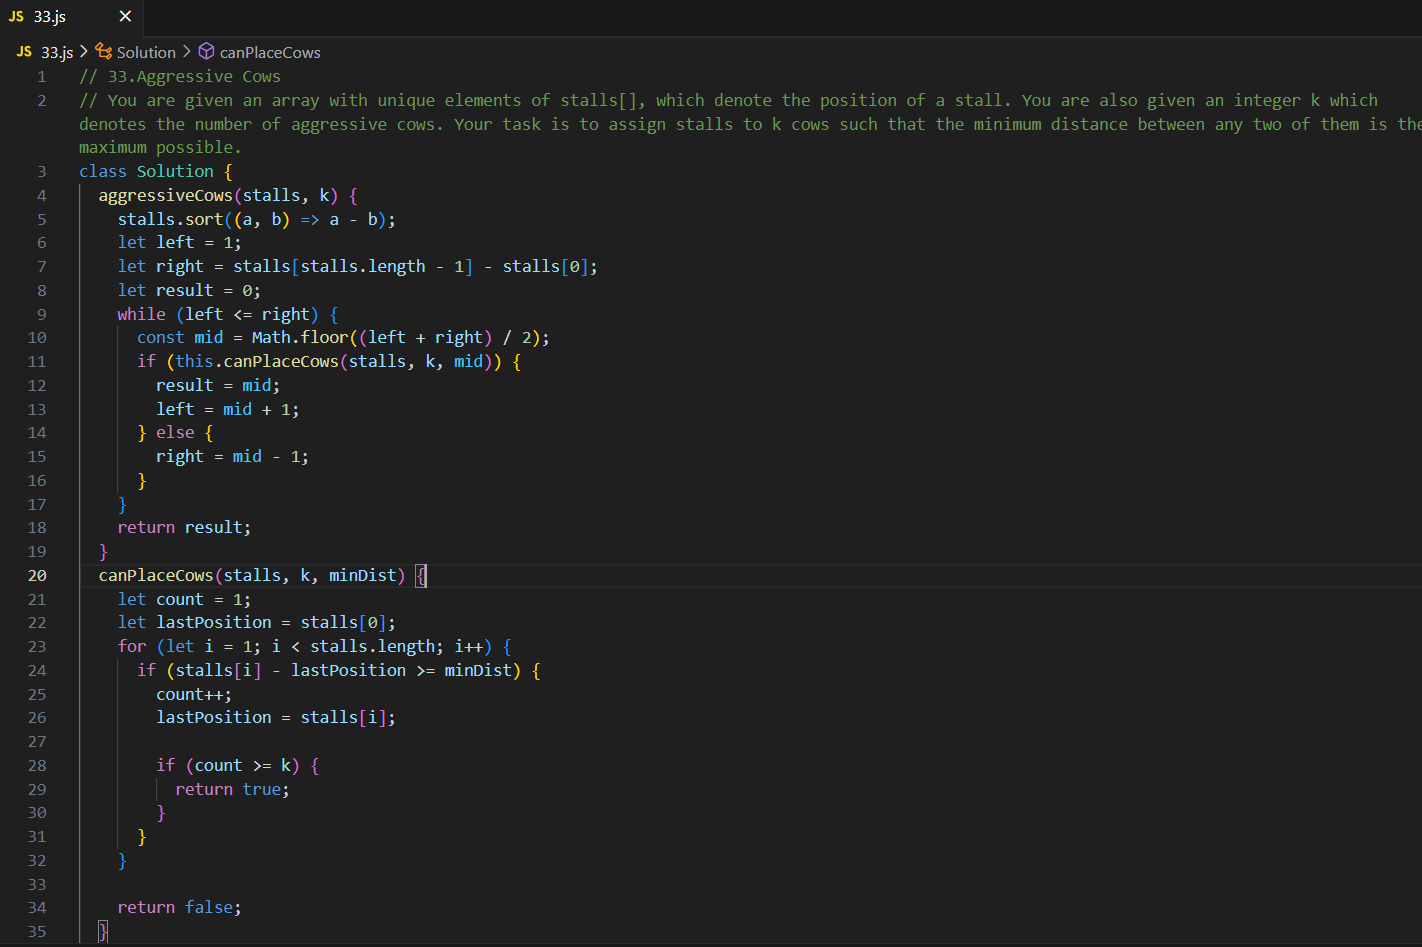 JS 33.js ×
JS 33.js > Solution > canPlaceCows
1 // 33.Aggressive Cows
2 // You are given an array with unique elements of stalls[], which denote the position of a stall. You are also given an integer k which
denotes the number of aggressive cows. Your task is to assign stalls to k cows such that the minimum distance between any two of them is the
maximum possible.
3 class Solution {
4   aggressiveCows(stalls, k) {
5     stalls.sort((a, b) => a - b);
6     let left = 1;
7     let right = stalls[stalls.length - 1] - stalls[0];
8     let result = 0;
9     while (left <= right) {
10       const mid = Math.floor((left + right) / 2);
11       if (this.canPlaceCows(stalls, k, mid)) {
12         result = mid;
13         left = mid + 1;
14       } else {
15         right = mid - 1;
16       }
17     }
18     return result;
19   }
20   canPlaceCows(stalls, k, minDist) {
21     let count = 1;
22     let lastPosition = stalls[0];
23     for (let i = 1; i < stalls.length; i++) {
24       if (stalls[i] - lastPosition >= minDist) {
25         count++;
26         lastPosition = stalls[i];
27
28         if (count >= k) {
29           return true;
30         }
31       }
32     }
33
34     return false;
35   }